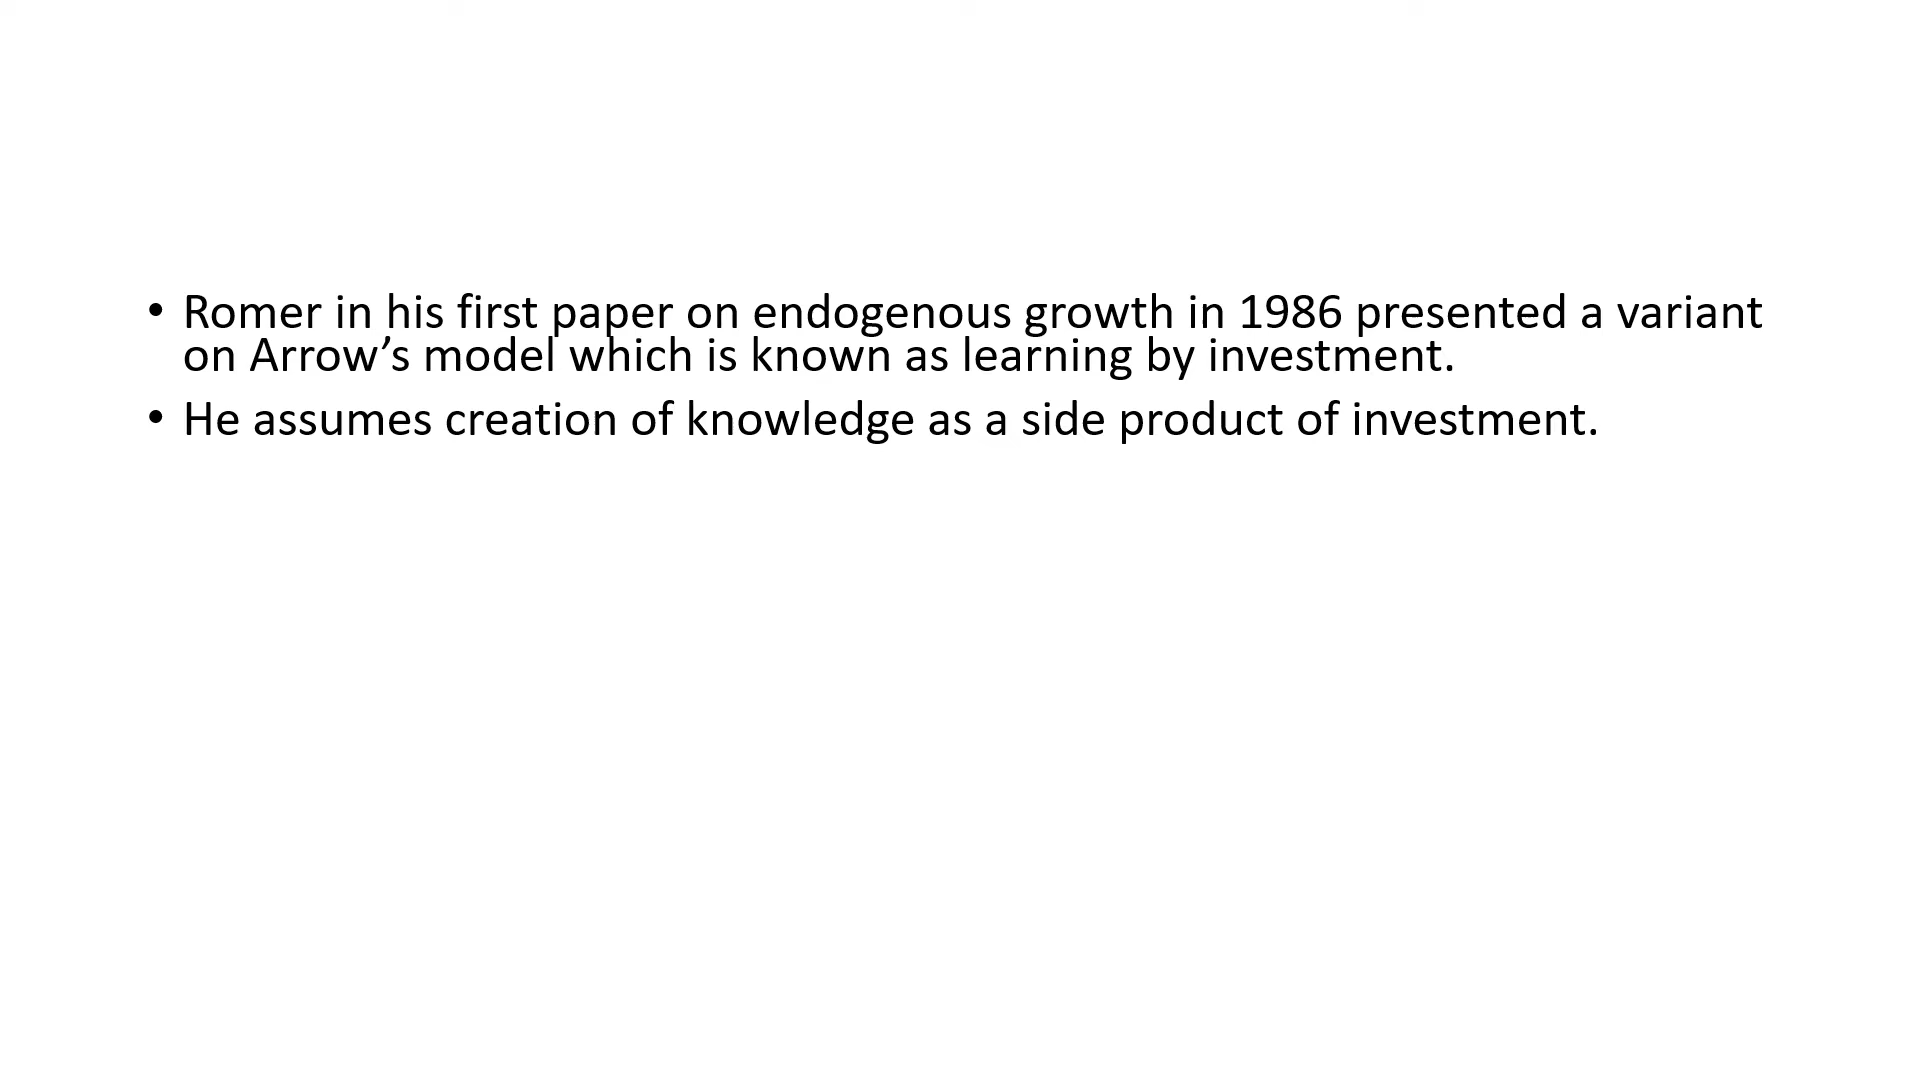 • Romer in his first paper on endogenous growth in 1986 presented a variant
on Arrow’s model which is known as learning by investment.
• He assumes creation of knowledge as a side product of investment.